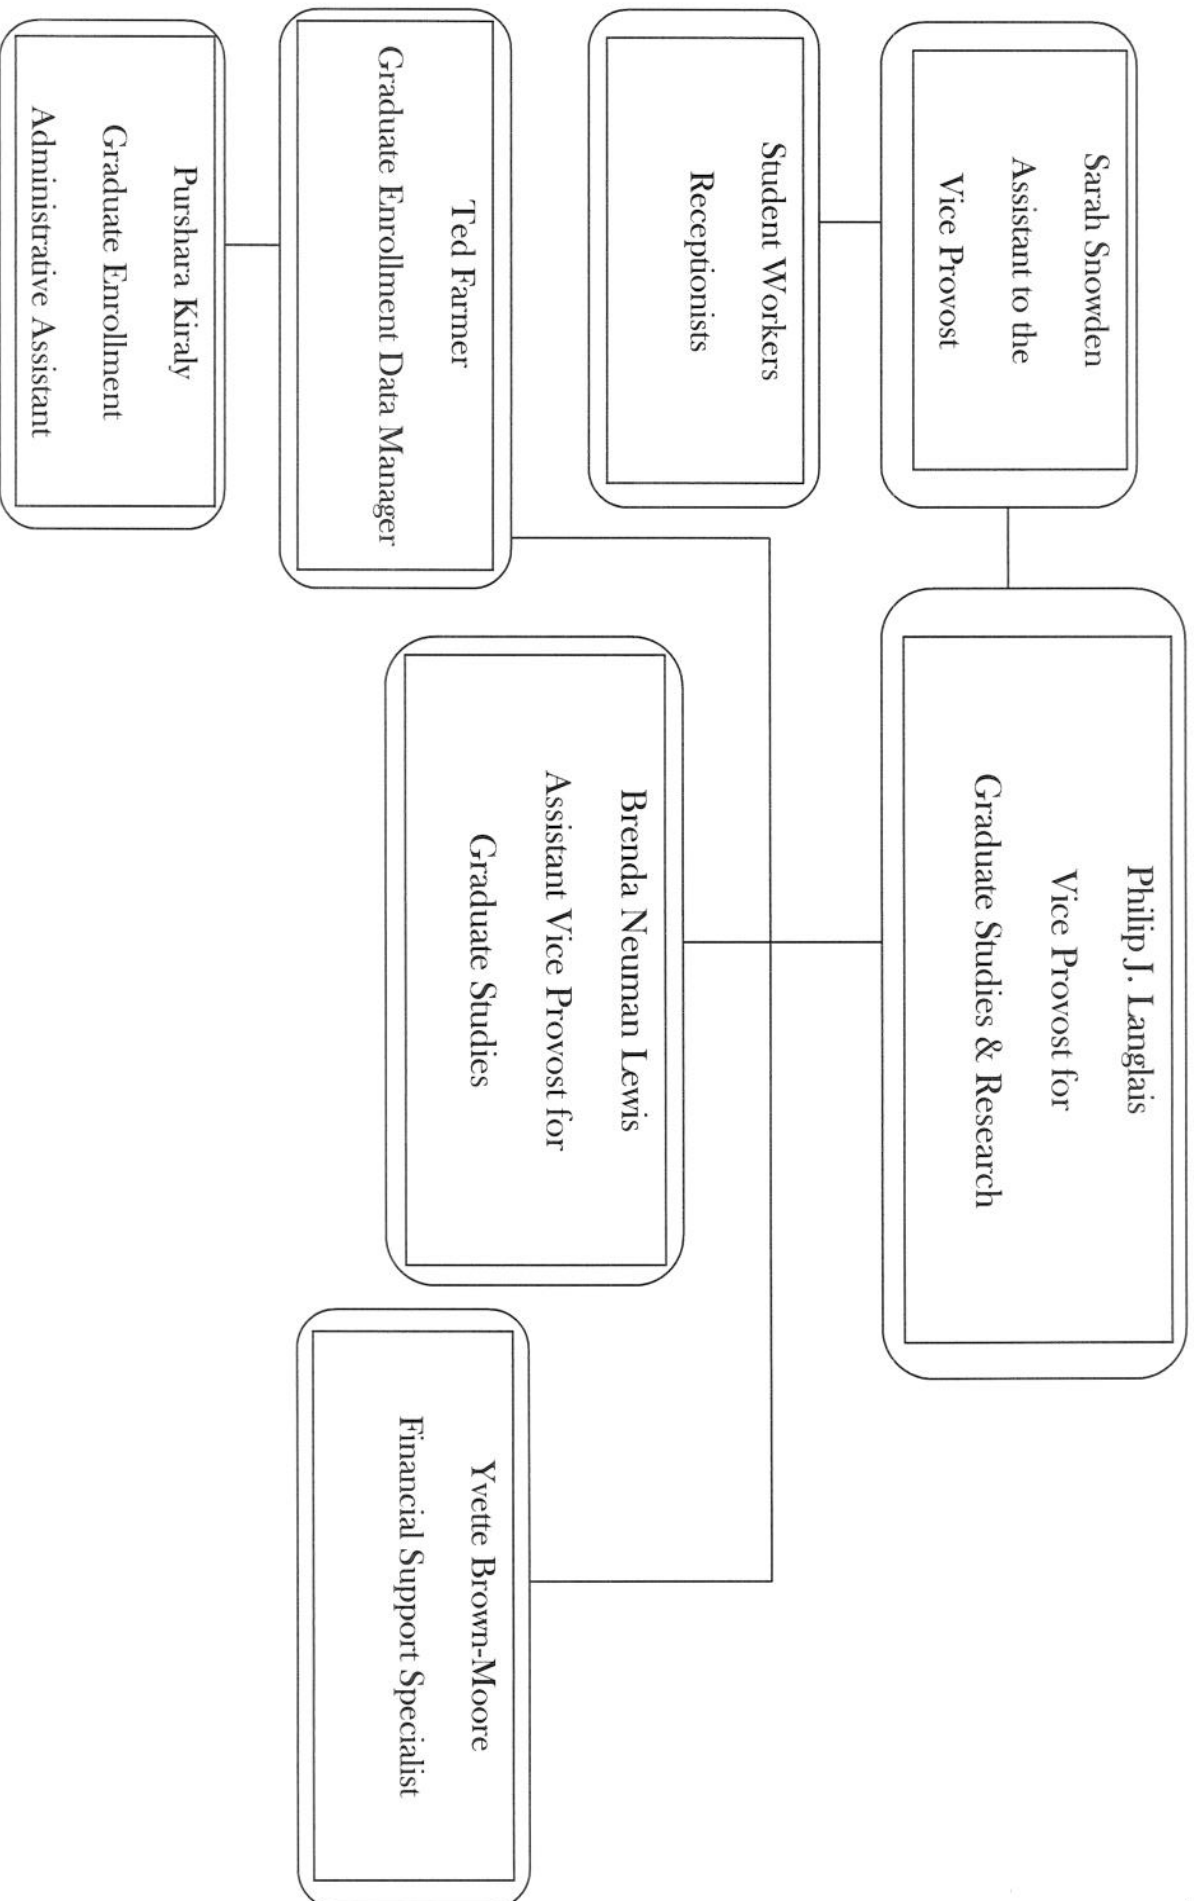 Philip J. Langlais
Vice Provost for
Graduate Studies & Research
Sarah Snowden
Assistant to the
Vice Provost
Student Workers
Receptionists
Brenda Neuman Lewis
Assistant Vice Provost for
Graduate Studies
Ted Farmer
Graduate Enrollment Data Manager
Yvette Brown-Moore
Financial Support Specialist
Purshara Kiraly
Graduate Enrollment
Administrative Assistant